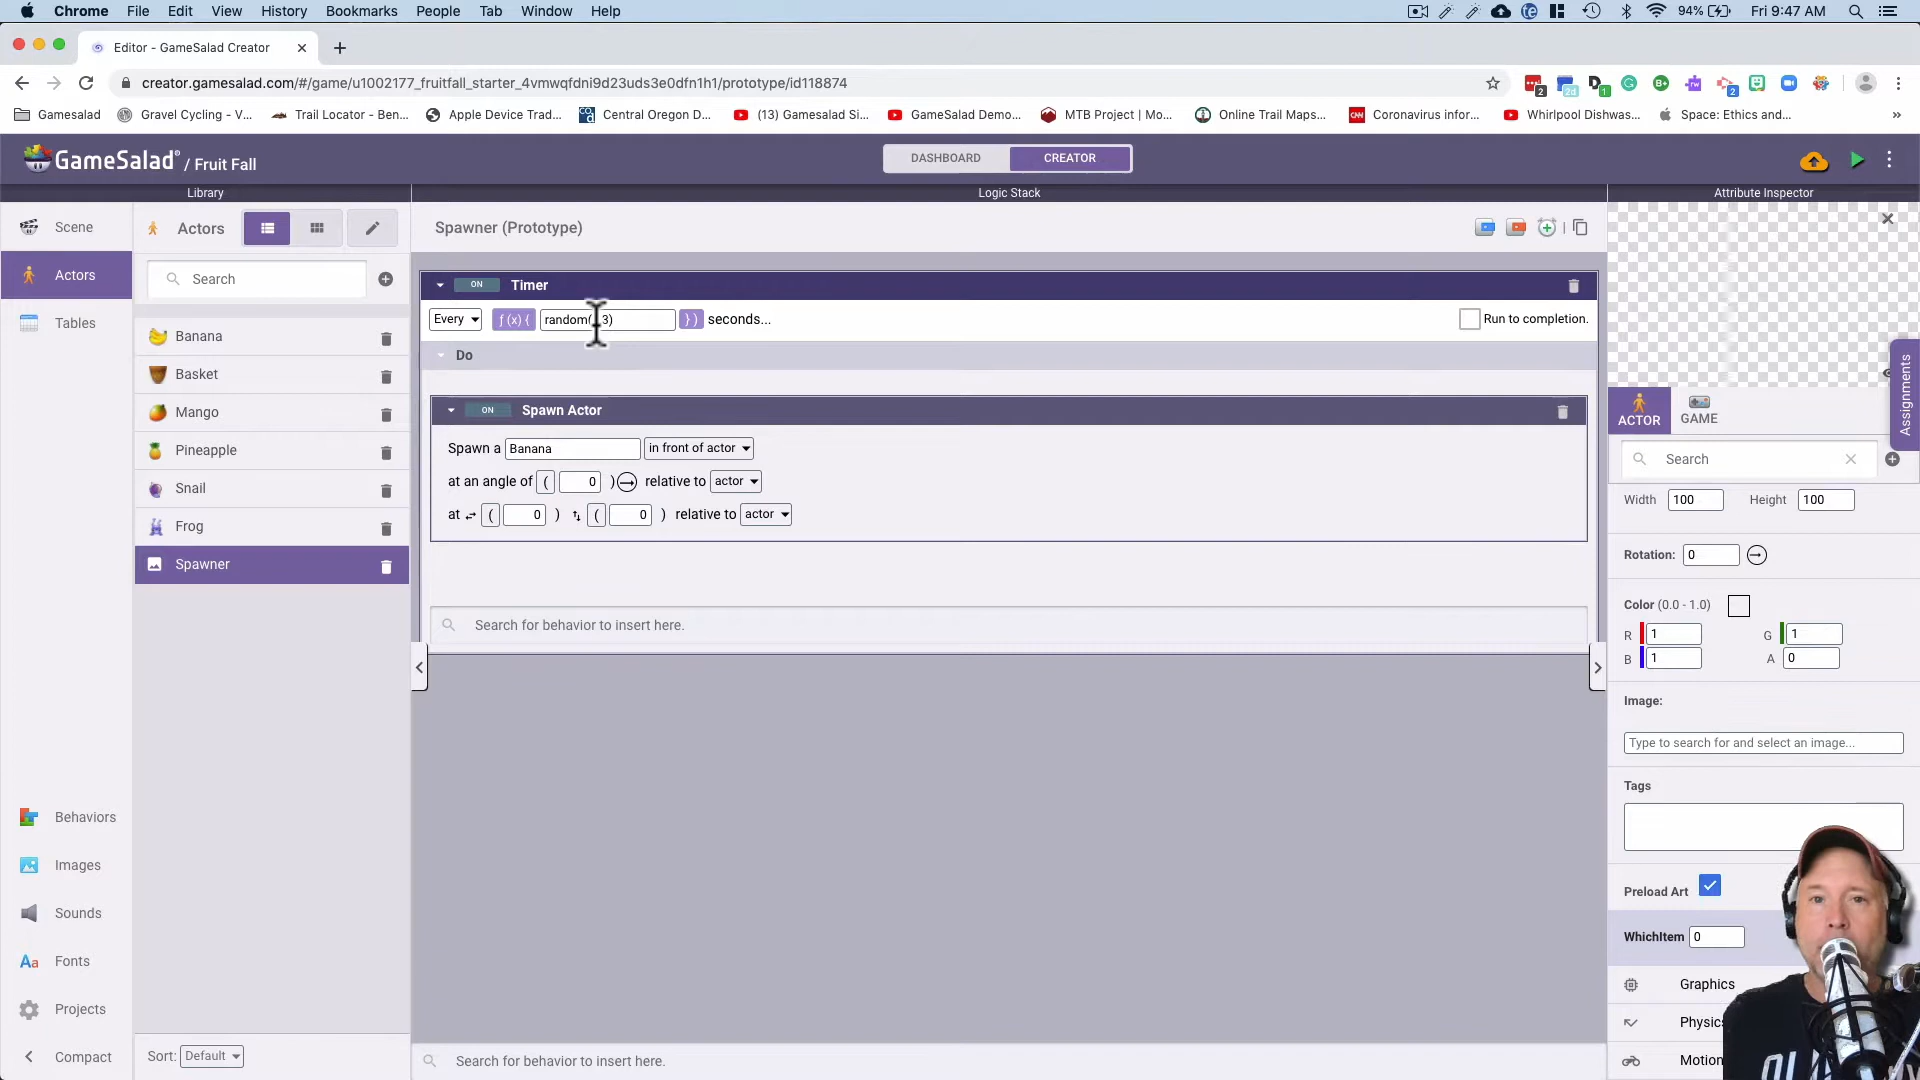 Chrome File Edit View History Bookmarks People Tab Window Help
94% Fri 9:47 AM
Editor - GameSalad Creator
creator.gamesalad.com/#/game/u1002177_fruitfall_starter_4vmwqfdni9d23uds3e0dfn1h1/prototype/id118874
Gamesalad Gravel Cycling - V... Trail Locator - Ben... Apple Device Trad... Central Oregon D... (13) Gamesalad Si... GameSalad Demo... MTB Project | Mo... Online Trail Maps... Coronavirus infor... Whirlpool Dishwas... Space: Ethics and... »
GameSalad / Fruit Fall
DASHBOARD CREATOR
Library
Logic Stack
Attribute Inspector
Scene
Actors
Tables
Behaviors
Images
Sounds
Fonts
Projects
Compact
Actors
Search
Banana
Basket
Mango
Pineapple
Snail
Frog
Spawner
Sort: Default
Spawner (Prototype)
ON Timer
Every ƒ(x) { random( 3) } ) seconds... Run to completion.
Do
ON Spawn Actor
Spawn a Banana in front of actor
at an angle of ( 0 ) relative to actor
at ( 0 ) ( 0 ) relative to actor
Search for behavior to insert here.
Search for behavior to insert here.
Assignments
ACTOR GAME
Search
Width 100 Height 100
Rotation: 0
Color (0.0 - 1.0)
R 1 G 1
B 1 A 0
Image:
Type to search for and select an image...
Tags
Preload Art
WhichItem 0
Graphics
Physics
Motion